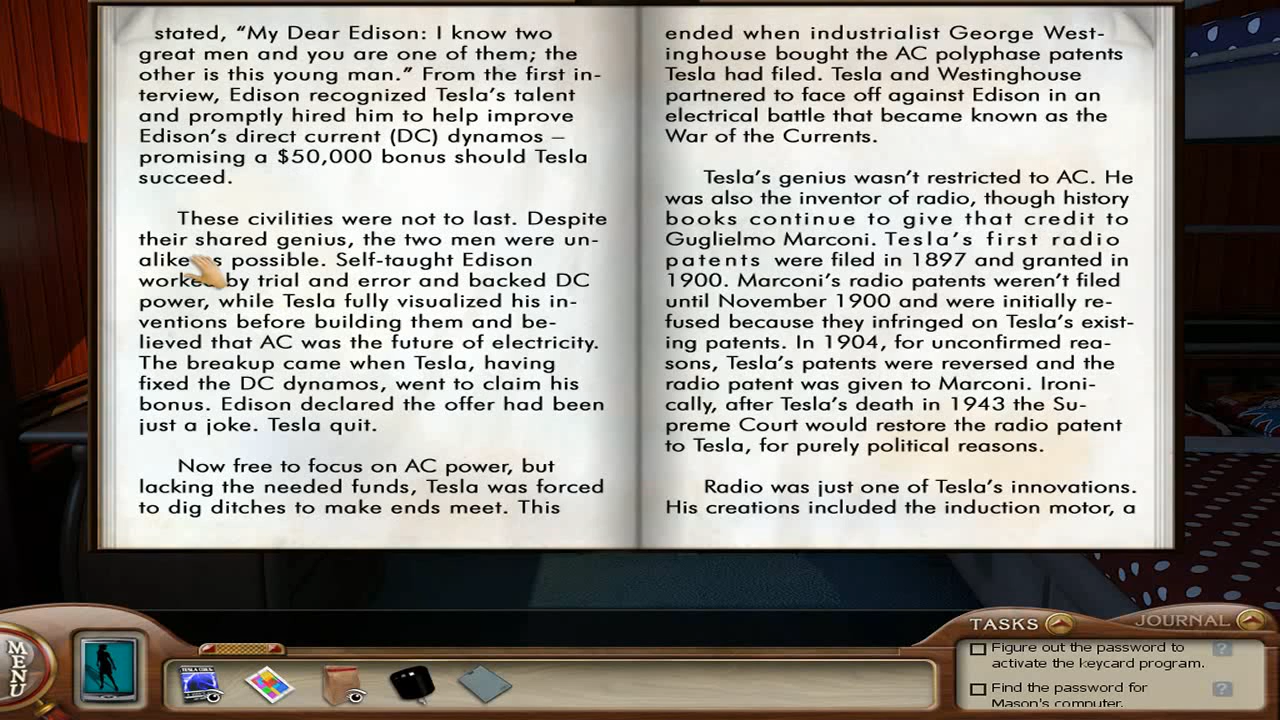 stated, “My Dear Edison: I know two
great men and you are one of them; the
other is this young man.” From the first in-
terview, Edison recognized Tesla’s talent
and promptly hired him to help improve
Edison’s direct current (DC) dynamos –
promising a $50,000 bonus should Tesla
succeed.
These civilities were not to last. Despite
their shared genius, the two men were un-
alike as possible. Self-taught Edison
worked by trial and error and backed DC
power, while Tesla fully visualized his in-
ventions before building them and be-
lieved that AC was the future of electricity.
The breakup came when Tesla, having
fixed the DC dynamos, went to claim his
bonus. Edison declared the offer had been
just a joke. Tesla quit.
Now free to focus on AC power, but
lacking the needed funds, Tesla was forced
to dig ditches to make ends meet. This
ended when industrialist George West-
inghouse bought the AC polyphase patents
Tesla had filed. Tesla and Westinghouse
partnered to face off against Edison in an
electrical battle that became known as the
War of the Currents.
Tesla’s genius wasn’t restricted to AC. He
was also the inventor of radio, though history
books continue to give that credit to
Guglielmo Marconi. Tesla’s first radio
patents were filed in 1897 and granted in
1900. Marconi’s radio patents weren’t filed
until November 1900 and were initially re-
fused because they infringed on Tesla’s exist-
ing patents. In 1904, for unconfirmed rea-
sons, Tesla’s patents were reversed and the
radio patent was given to Marconi. Ironi-
cally, after Tesla’s death in 1943 the Su-
preme Court would restore the radio patent
to Tesla, for purely political reasons.
Radio was just one of Tesla’s innovations.
His creations included the induction motor, a
MENU
TESLA COIL
TASKS
JOURNAL
Figure out the password to
activate the keycard program.
?
Find the password for
Mason's computer.
?